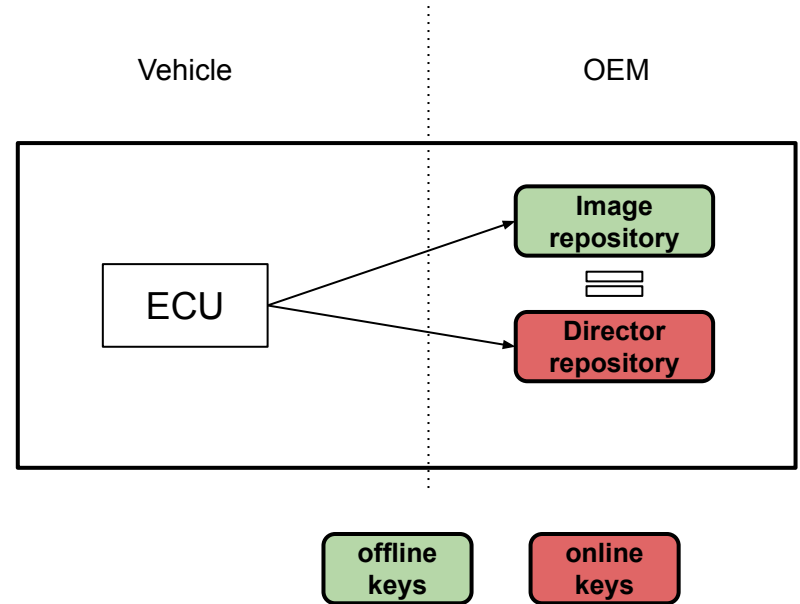 Vehicle
OEM
Image
repository
ECU
Director
repository
offline
keys
online
keys